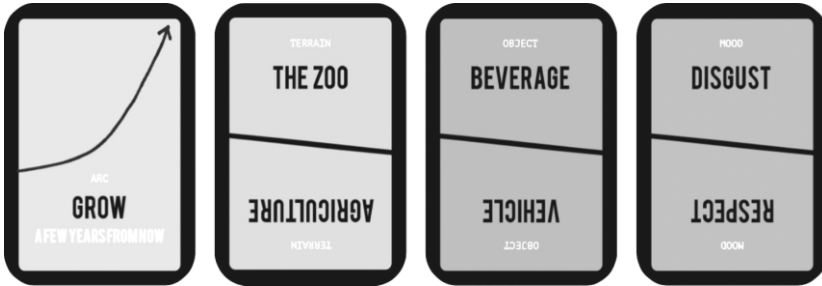 ARC
GROW
A FEW YEARS FROM NOW
TERRAIN
THE ZOO
AGRICULTURE
TERRAIN
OBJECT
BEVERAGE
VEHICLE
OBJECT
MOOD
DISGUST
RESPECT
MOOD